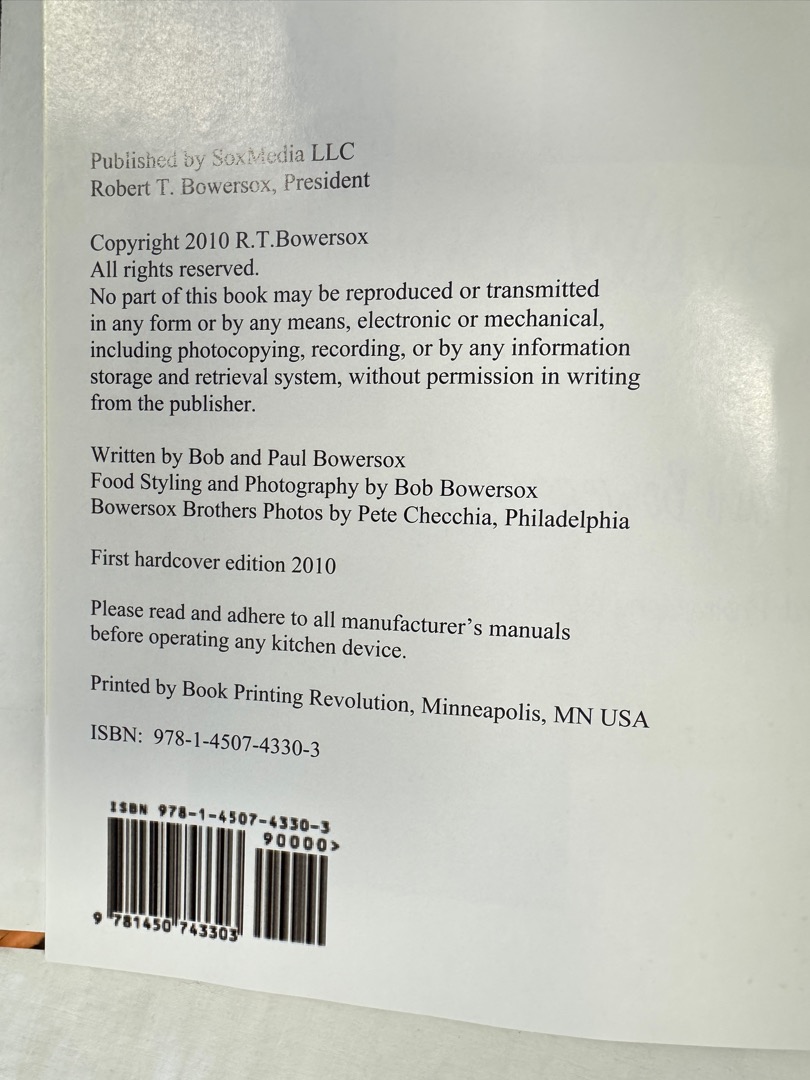 Published by SoxMedia LLC
Robert T. Bowersox, President
Copyright 2010 R.T.Bowersox
All rights reserved.
No part of this book may be reproduced or transmitted
in any form or by any means, electronic or mechanical,
including photocopying, recording, or by any information
storage and retrieval system, without permission in writing
from the publisher.
Written by Bob and Paul Bowersox
Food Styling and Photography by Bob Bowersox
Bowersox Brothers Photos by Pete Checchia, Philadelphia
First hardcover edition 2010
Please read and adhere to all manufacturer's manuals
before operating any kitchen device.
Printed by Book Printing Revolution, Minneapolis, MN USA
ISBN: 978-1-4507-4330-3
ISBN 978-1-4507-4330-3
90000>
9 781450 743303